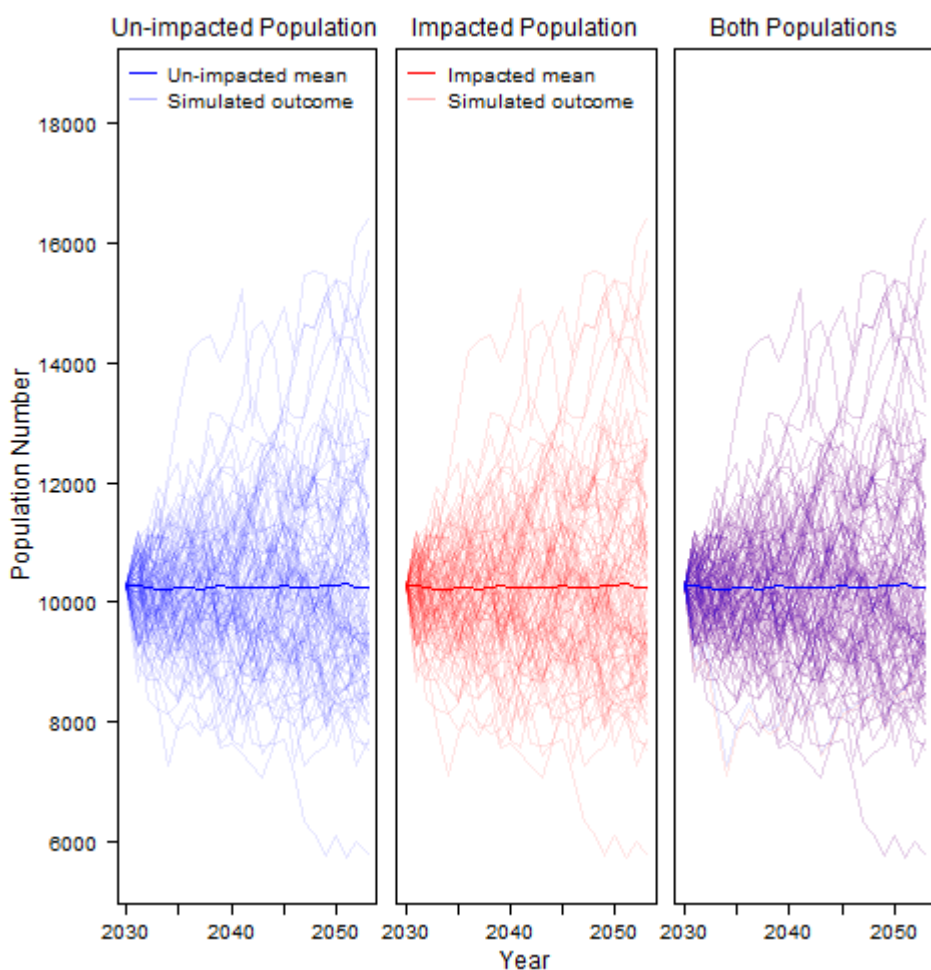 Un-impacted Population
Impacted Population
Both Populations
Un-impacted mean
Simulated outcome
Impacted mean
Simulated outcome
Population Number
18000
16000
14000
12000
10000
8000
6000
2030 2040 2050
2030 2040 2050
2030 2040 2050
Year